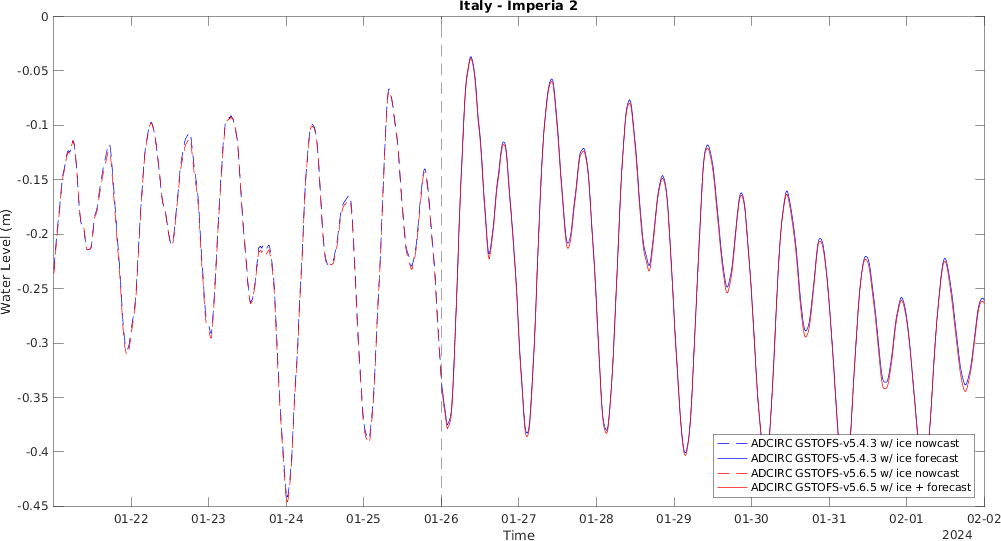 Italy - Imperia 2
0
-0.05
-0.1
-0.15
-0.2
-0.25
-0.3
-0.35
-0.4
-0.45
Water Level (m)
ADCIRC GSTOFS-v5.4.3 w/ ice nowcast
ADCIRC GSTOFS-v5.4.3 w/ ice forecast
ADCIRC GSTOFS-v5.6.5 w/ ice nowcast
ADCIRC GSTOFS-v5.6.5 w/ ice + forecast
01-22 01-23 01-24 01-25 01-26 01-27 01-28 01-29 01-30 01-31 02-01 02-02
Time 2024